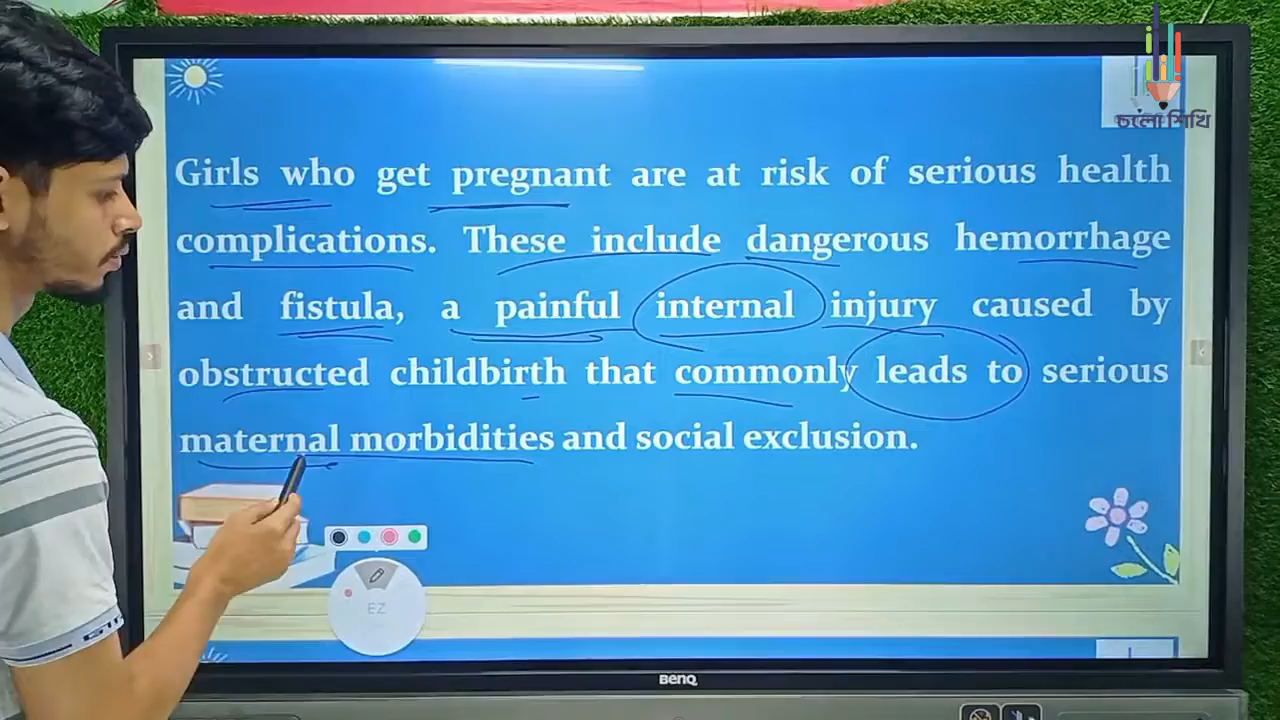 চলো শিখি
Girls who get pregnant are at risk of serious health
complications. These include dangerous hemorrhage
and fistula, a painful internal injury caused by
obstructed childbirth that commonly leads to serious
maternal morbidities and social exclusion.
EZ
BenQ